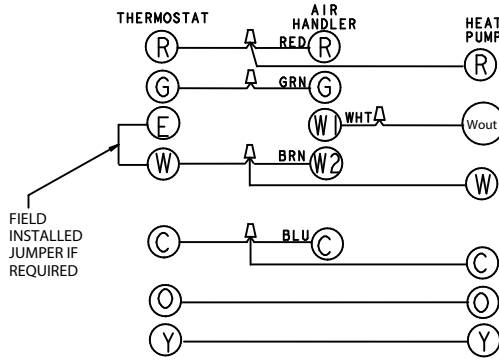 THERMOSTAT
AIR
HANDLER
HEAT
PUMP
R RED R R
G GRN G
E W1 WHT Wout
W BRN W2 W
FIELD
INSTALLED
JUMPER IF
REQUIRED
C BLU C C
O O
Y Y